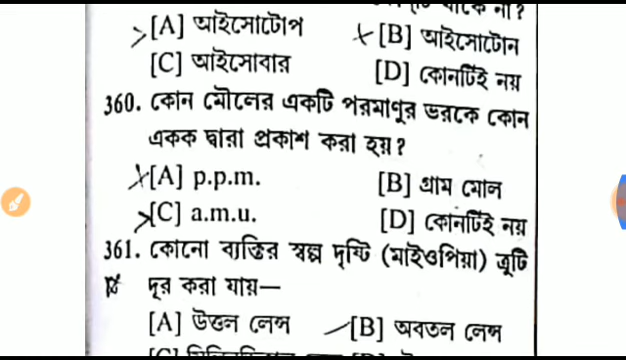 থাকে না?
[A] আইসোটোপ [B] আইসোটোন
[C] আইসোবার [D] কোনটিই নয়
360. কোন মৌলের একটি পরমাণুর ভরকে কোন
একক দ্বারা প্রকাশ করা হয়?
[A] p.p.m. [B] গ্রাম মোল
[C] a.m.u. [D] কোনটিই নয়
361. কোনো ব্যক্তির স্বল্প দৃষ্টি (মাইওপিয়া) ত্রুটি
দূর করা যায়—
[A] উত্তল লেন্স [B] অবতল লেন্স